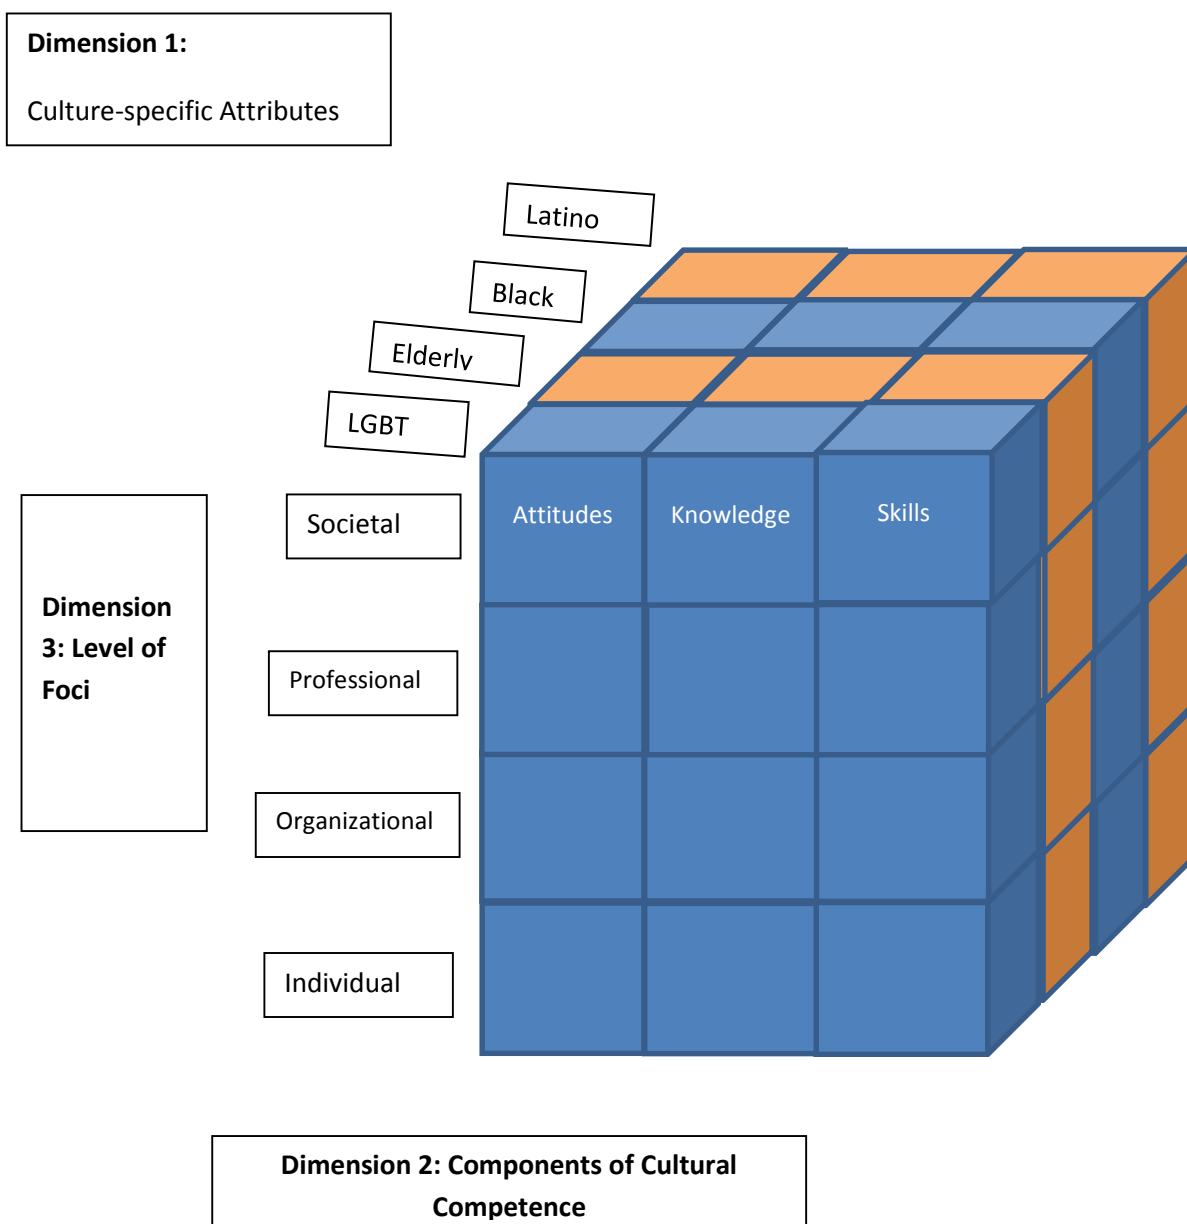 Dimension 1:
Culture-specific Attributes
Latino
Black
Elderly
LGBT
Societal
Attitudes
Knowledge
Skills
Dimension
3: Level of
Foci
Professional
Organizational
Individual
Dimension 2: Components of Cultural
Competence